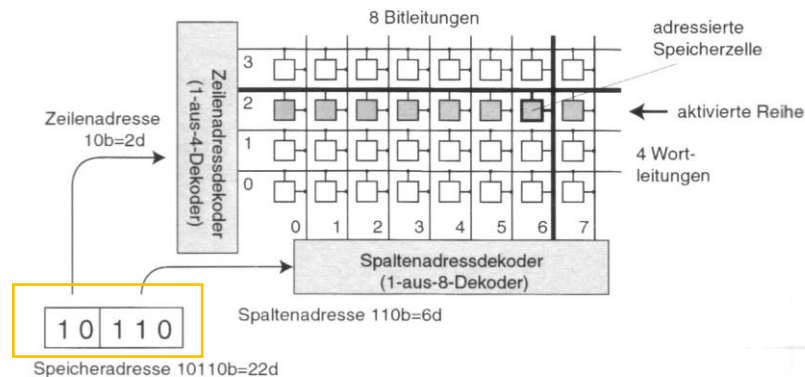 8 Bitleitungen
adressierte
Speicherzelle
Zeilenadressdekoder
(1-aus-4-Dekoder)
3
2
1
0
aktivierte Reihe
Zeilenadresse
10b=2d
4 Wort-
leitungen
0 1 2 3 4 5 6 7
Spaltenadressdekoder
(1-aus-8-Dekoder)
Spaltenadresse 110b=6d
1 0 1 1 0
Speicheradresse 10110b=22d